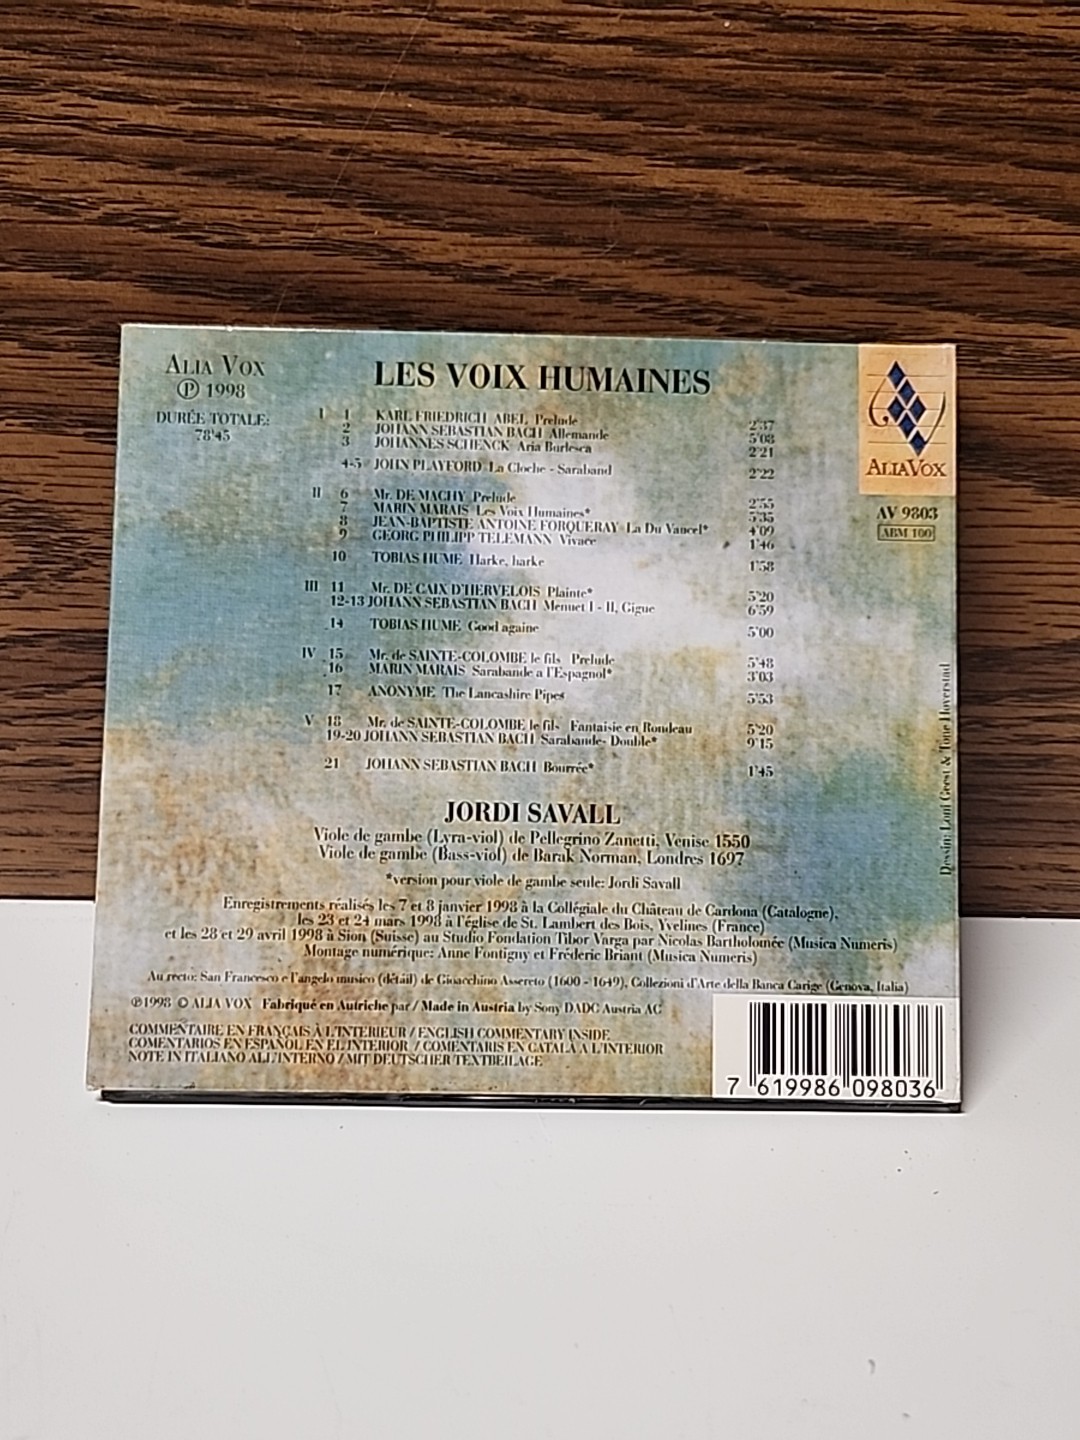 ALIA VOX
Ⓟ 1998
DURÉE TOTALE:
78'45
LES VOIX HUMAINES
I 1 KARL FRIEDRICH ABEL Prelude 2'37
2 JOHANN SEBASTIAN BACH Allemande 5'08
3 JOHANNES SCHENCK Aria Burlesca 2'21
4-5 JOHN PLAYFORD La Cloche - Saraband 2'22
II 6 Mr. DE MACHY Prelude 2'55
7 MARIN MARAIS Les Voix Humaines* 5'35
8 JEAN-BAPTISTE ANTOINE FORQUERAY La Du Vaucel* 4'09
9 GEORG PHILIPP TELEMANN Vivace 1'46
10 TOBIAS HUME Harke, harke 1'58
III 11 Mr. DE CAIX D'HERVELOIS Plainte* 5'20
12-13 JOHANN SEBASTIAN BACH Menuet I - II, Gigue 6'59
14 TOBIAS HUME Good againe 5'00
IV 15 Mr. de SAINTE-COLOMBE le fils Prelude 5'48
16 MARIN MARAIS Sarabande a l'Espagnol* 3'03
17 ANONYME The Lancashire Pipes 5'53
V 18 Mr. de SAINTE-COLOMBE le fils Fantaisie en Rondeau 5'20
19-20 JOHANN SEBASTIAN BACH Sarabande- Double* 9'15
21 JOHANN SEBASTIAN BACH Bourrée* 1'45
JORDI SAVALL
Viole de gambe (Lyra-viol) de Pellegrino Zanetti, Venise 1550
Viole de gambe (Bass-viol) de Barak Norman, Londres 1697
*version pour viole de gambe seule: Jordi Savall
Enregistrements réalisés les 7 et 8 janvier 1998 à la Collégiale du Château de Cardona (Catalogne),
les 23 et 24 mars 1998 à l'église de St. Lambert des Bois, Yvelines (France)
et les 28 et 29 avril 1998 à Sion (Suisse) au Studio Fondation Tibor Varga par Nicolas Bartholomée (Musica Numeris)
Montage numérique: Anne Fontigny et Fréderic Briant (Musica Numeris)
Au recto: San Francesco e l'angelo musico (détail) de Gioacchino Assereto (1600 - 1649), Collezioni d'Arte della Banca Carige (Genova, Italia)
Ⓟ1998 © ALIA VOX Fabriqué en Autriche par / Made in Austria by Sony DADC Austria AG
COMMENTAIRE EN FRANÇAIS À L'INTERIEUR / ENGLISH COMMENTARY INSIDE
COMENTARIOS EN ESPAÑOL EN EL INTERIOR / COMENTARIS EN CATALÀ A L'INTERIOR
NOTE IN ITALIANO ALL'INTERNO / MIT DEUTSCHER TEXTBEILAGE
ALIAVOX
AV 9803
ABM 100
Dessin: Loni Geest & Tone Hoverstad
7 619986 098036